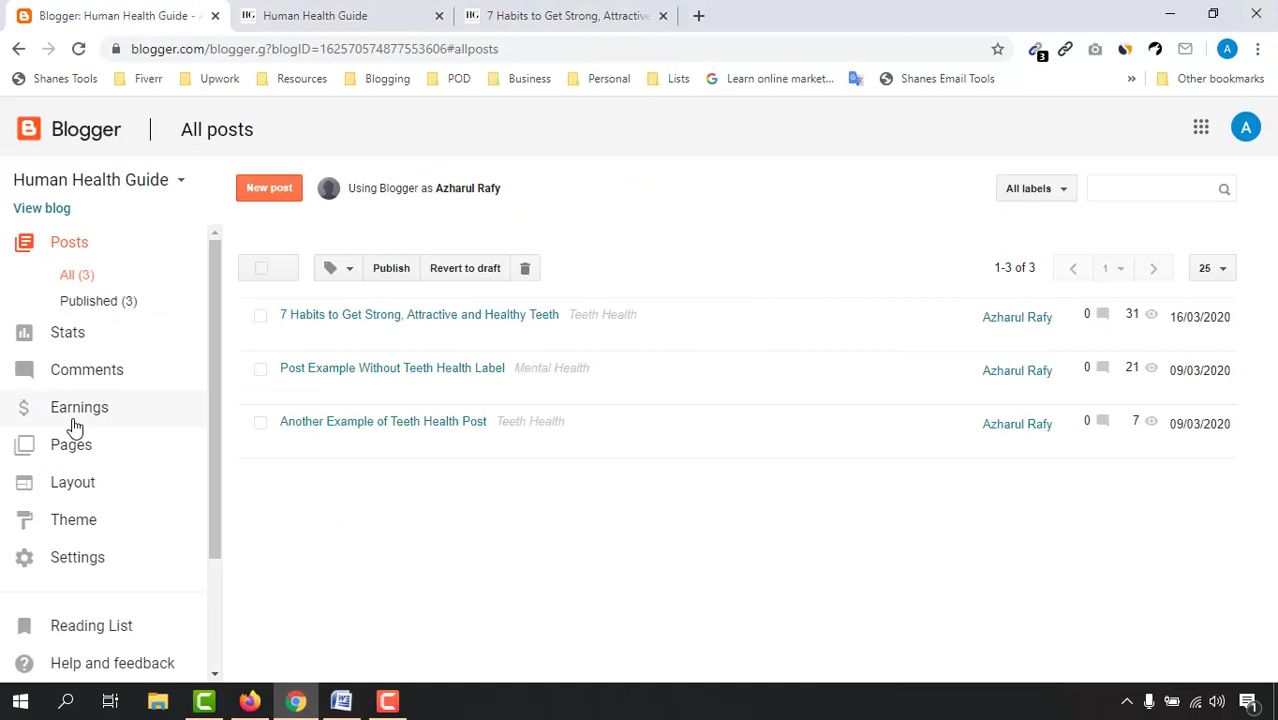 Blogger: Human Health Guide - A
Human Health Guide
7 Habits to Get Strong, Attractive
blogger.com/blogger.g?blogID=162570574877553606#allposts
3
A
Shanes Tools
Fiverr
Upwork
Resources
Blogging
POD
Business
Personal
Lists
Learn online market...
Shanes Email Tools
»
Other bookmarks
Blogger
All posts
A
Human Health Guide
View blog
New post
Using Blogger as Azharul Rafy
All labels
Posts
All (3)
Published (3)
Stats
Comments
Earnings
Pages
Layout
Theme
Settings
Reading List
Help and feedback
Publish
Revert to draft
1-3 of 3
1
25
7 Habits to Get Strong, Attractive and Healthy Teeth Teeth Health Azharul Rafy 0 31 16/03/2020
Post Example Without Teeth Health Label Mental Health Azharul Rafy 0 21 09/03/2020
Another Example of Teeth Health Post Teeth Health Azharul Rafy 0 7 09/03/2020
1